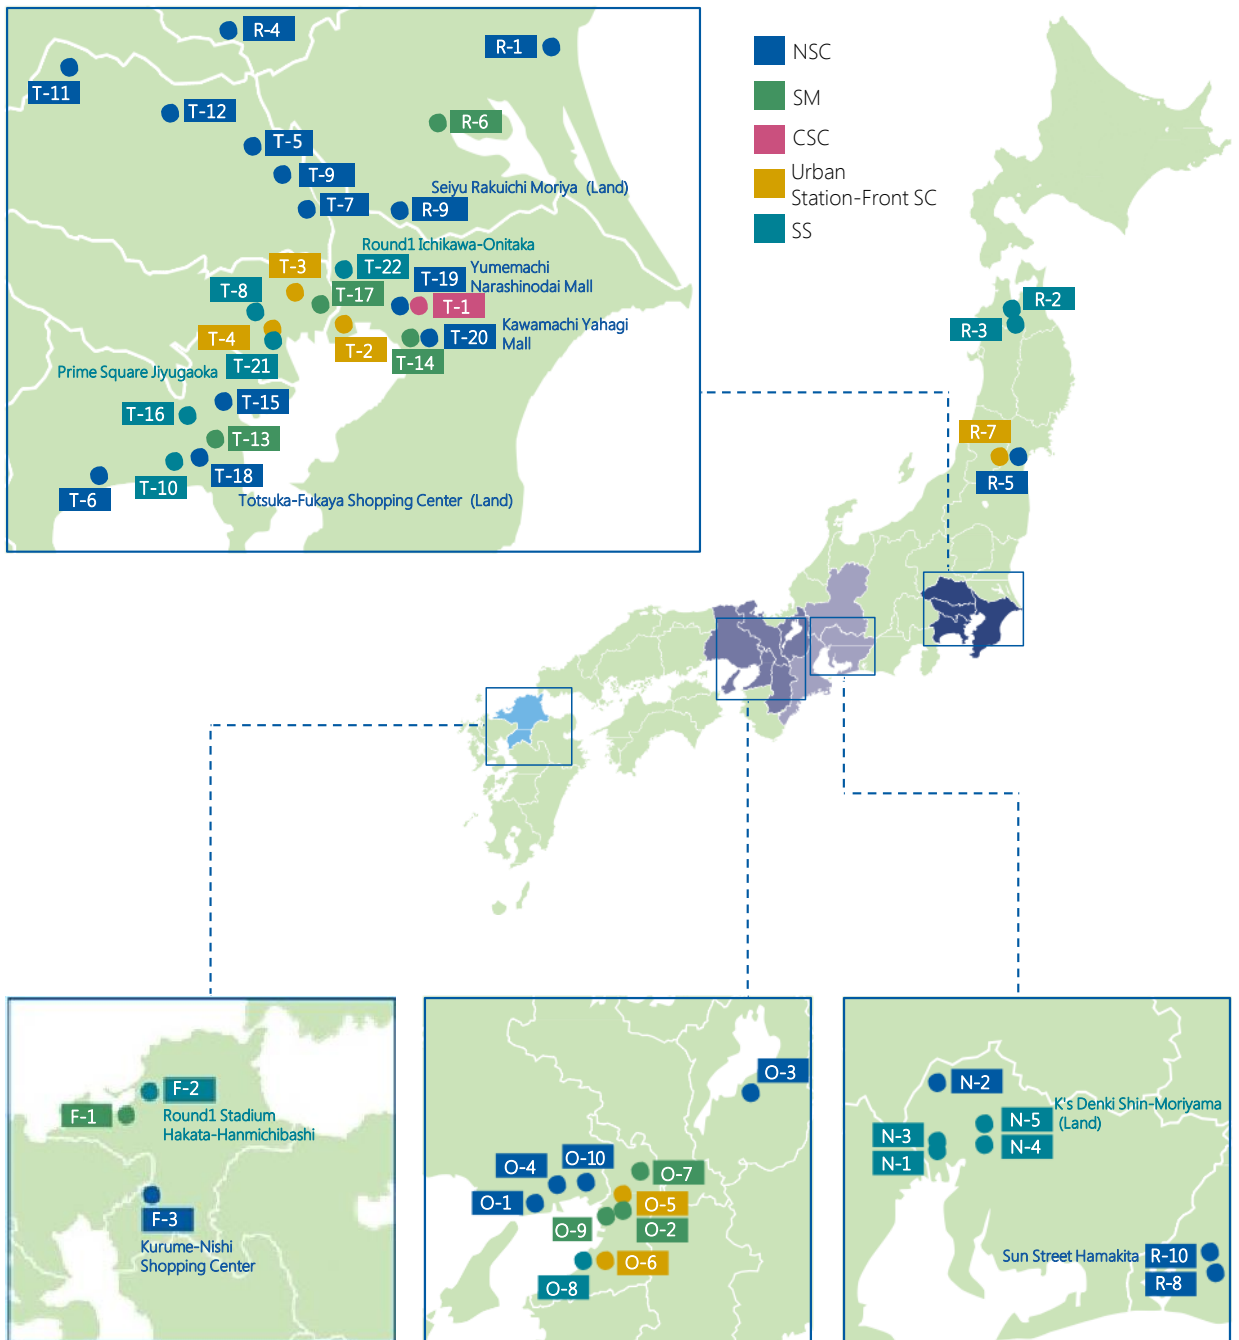 R-4
R-1
T-11
T-12
R-6
T-5
T-9
Seiyu Rakuichi Moriya (Land)
T-7
R-9
Round1 Ichikawa-Onitaka
T-3
T-22
T-19
Yumemachi
Narashinodai Mall
T-8
T-17
T-1
T-4
T-2
T-20
Kawamachi Yahagi
Mall
T-14
T-21
Prime Square Jiyugaoka
T-15
T-16
T-13
T-18
T-10
T-6
Totsuka-Fukaya Shopping Center (Land)
NSC
SM
CSC
Urban
Station-Front SC
SS
R-2
R-3
R-7
R-5
F-2
F-1
Round1 Stadium
Hakata-Hanmichibashi
F-3
Kurume-Nishi
Shopping Center
O-3
O-10
O-4
O-7
O-1
O-5
O-9
O-2
O-6
O-8
N-2
K's Denki Shin-Moriyama
(Land)
N-5
N-3
N-4
N-1
Sun Street Hamakita
R-10
R-8